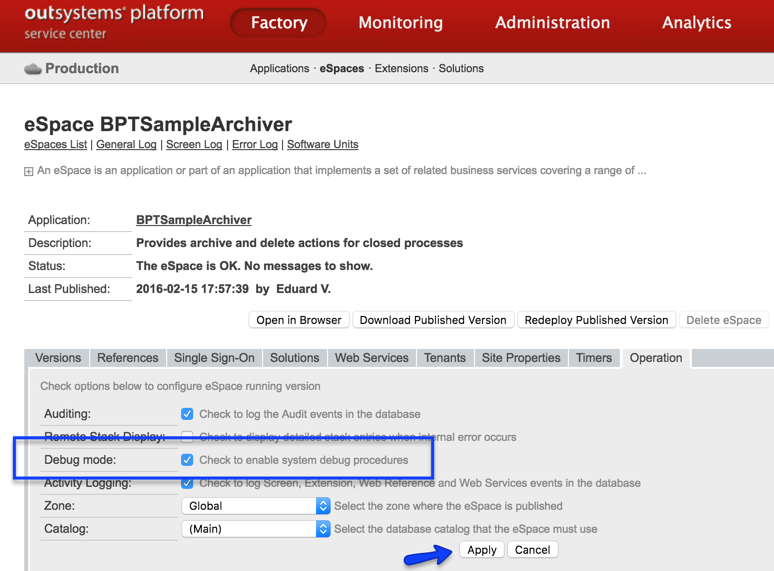 outsystems® platform
service center
Factory Monitoring Administration Analytics
Production
Applications · eSpaces · Extensions · Solutions
eSpace BPTSampleArchiver
eSpaces List | General Log | Screen Log | Error Log | Software Units
An eSpace is an application or part of an application that implements a set of related business services covering a range of ...
Application: BPTSampleArchiver
Description: Provides archive and delete actions for closed processes
Status: The eSpace is OK. No messages to show.
Last Published: 2016-02-15 17:57:39 by Eduard V.
Open in Browser Download Published Version Redeploy Published Version Delete eSpace
Versions References Single Sign-On Solutions Web Services Tenants Site Properties Timers Operation
Check options below to configure eSpace running version
Auditing: Check to log the Audit events in the database
Remote Stack Display: Check to display detailed stack entries when internal error occurs
Debug mode: Check to enable system debug procedures
Activity Logging: Check to log Screen, Extension, Web Reference and Web Services events in the database
Zone: Global Select the zone where the eSpace is published
Catalog: (Main) Select the database catalog that the eSpace must use
Apply Cancel